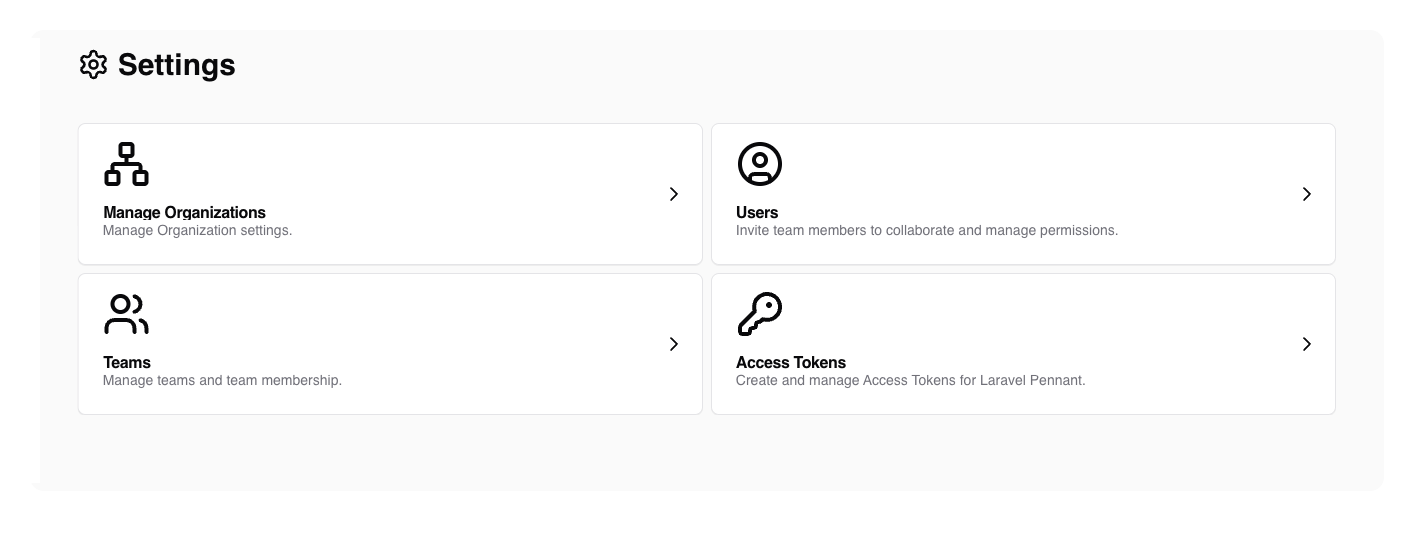 Settings
Manage Organizations
Manage Organization settings.
Users
Invite team members to collaborate and manage permissions.
Teams
Manage teams and team membership.
Access Tokens
Create and manage Access Tokens for Laravel Pennant.